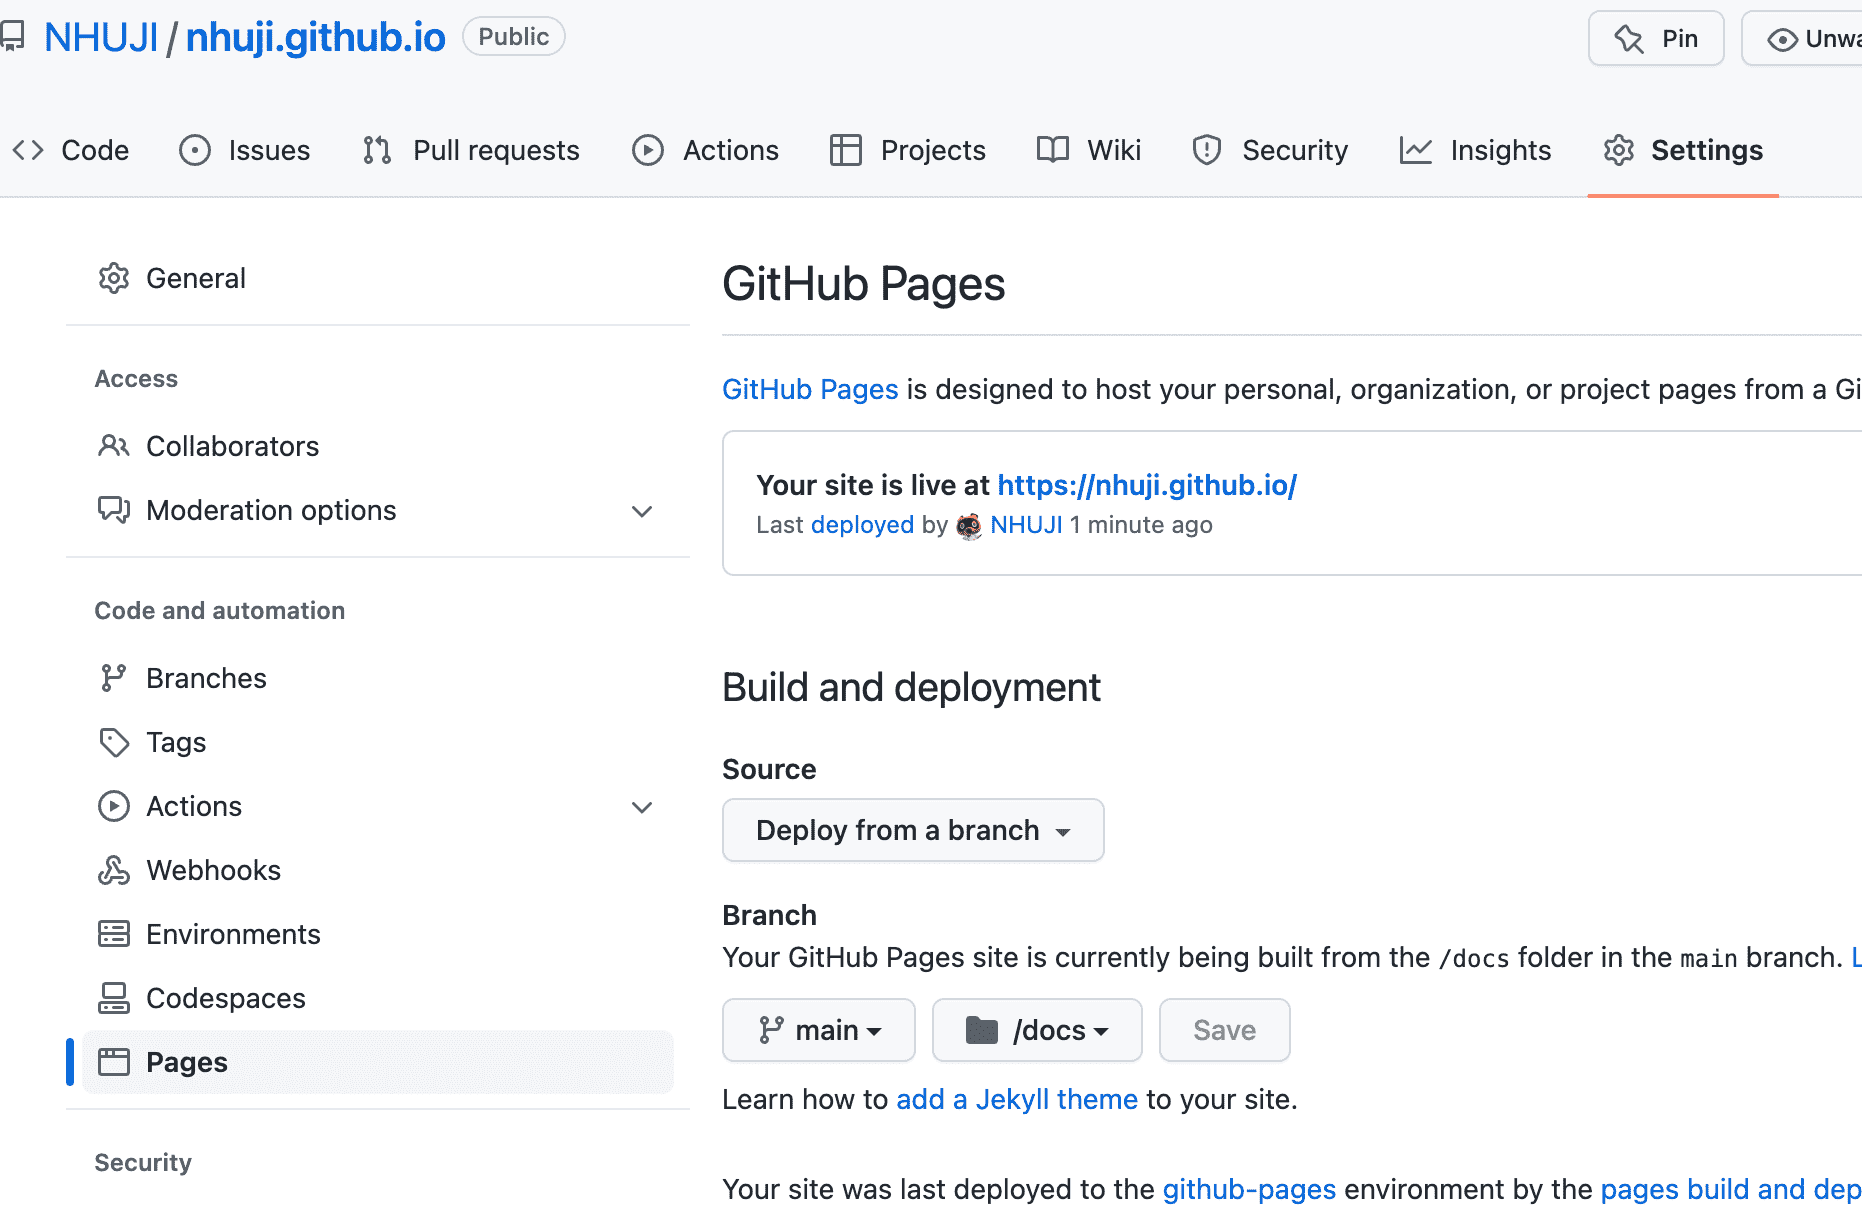 NHUJI / nhuji.github.io Public
Pin
Code Issues Pull requests Actions Projects Wiki Security Insights Settings
General
Access
Collaborators
Moderation options
Code and automation
Branches
Tags
Actions
Webhooks
Environments
Codespaces
Pages
Security
GitHub Pages
GitHub Pages is designed to host your personal, organization, or project pages from a
Your site is live at https://nhuji.github.io/
Last deployed by NHUJI 1 minute ago
Build and deployment
Source
Deploy from a branch
Branch
Your GitHub Pages site is currently being built from the /docs folder in the main branch.
main /docs Save
Learn how to add a Jekyll theme to your site.
Your site was last deployed to the github-pages environment by the pages build and